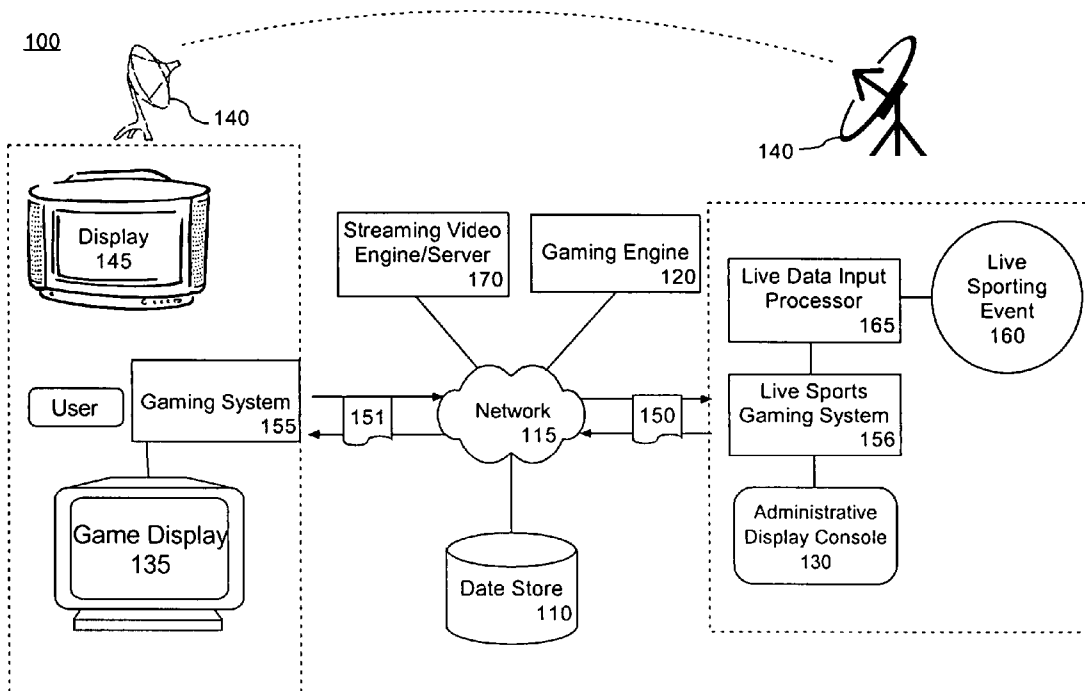 100
140
140
Display
145
Streaming Video
Engine/Server
170
Gaming Engine
120
Live Data Input
Processor
165
Live
Sporting
Event
160
User
Gaming System
155
151
Network
115
150
Live Sports
Gaming System
156
Game Display
135
Date Store
110
Administrative
Display Console
130